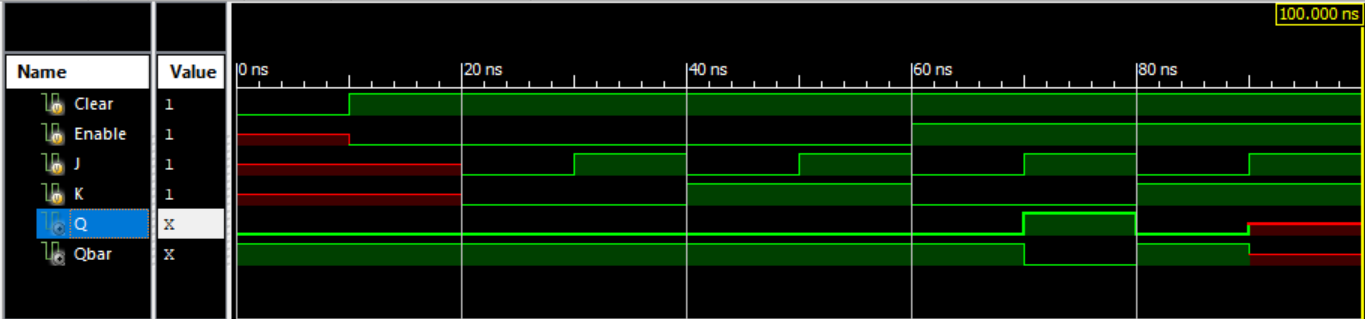 100.000 ns
Name Value 0 ns 20 ns 40 ns 60 ns 80 ns
Clear 1
Enable 1
J 1
K 1
Q X
Qbar X